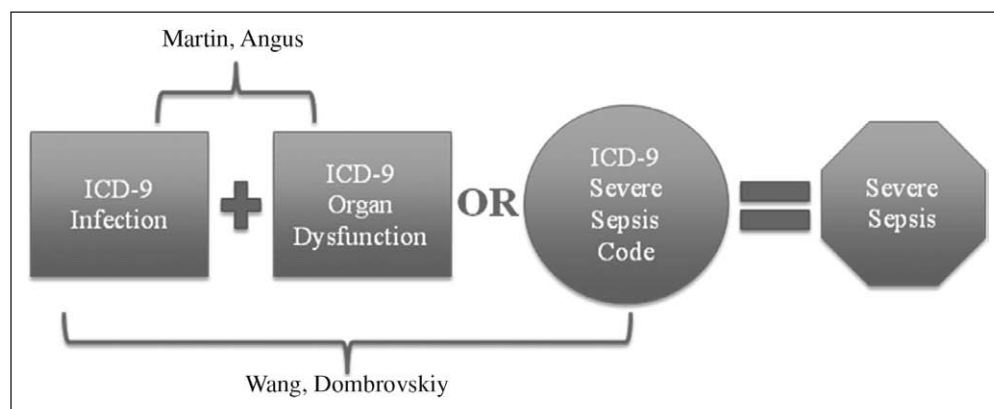 Martin, Angus
ICD-9
Infection
ICD-9
Organ
Dysfunction
OR
ICD-9
Severe
Sepsis
Code
Severe
Sepsis
Wang, Dombrovskiy